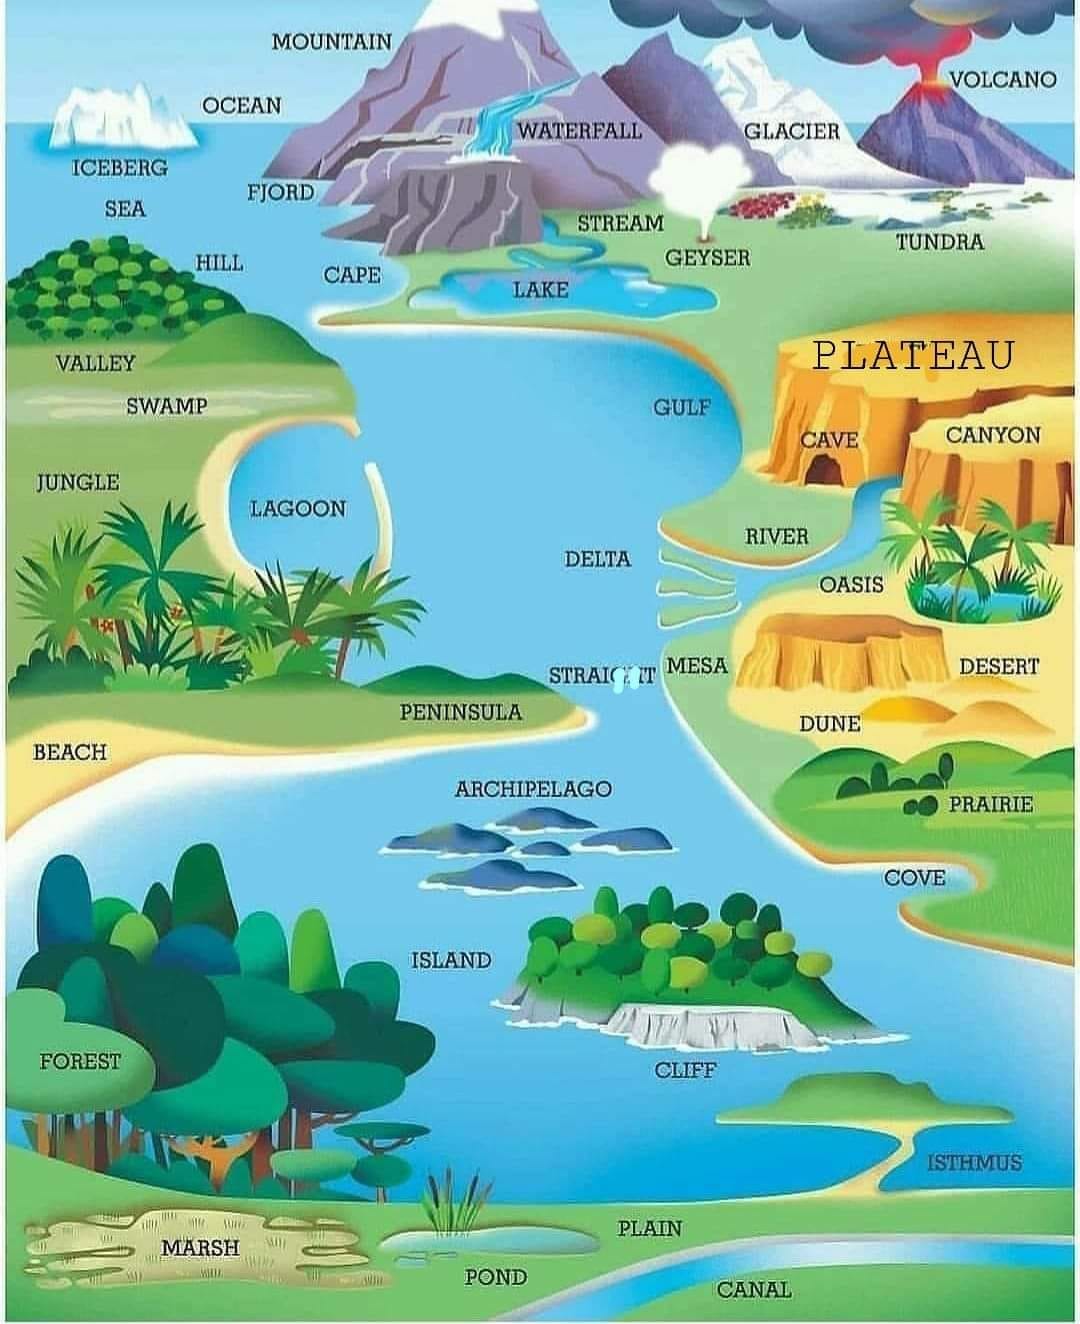 MOUNTAIN
VOLCANO
OCEAN
WATERFALL
GLACIER
ICEBERG
FJORD
SEA
STREAM
TUNDRA
GEYSER
HILL
CAPE
LAKE
PLATEAU
VALLEY
SWAMP
GULF
CAVE
CANYON
JUNGLE
LAGOON
RIVER
DELTA
OASIS
MESA
DESERT
PENINSULA
DUNE
BEACH
ARCHIPELAGO
PRAIRIE
COVE
ISLAND
FOREST
CLIFF
ISTHMUS
PLAIN
MARSH
POND
CANAL